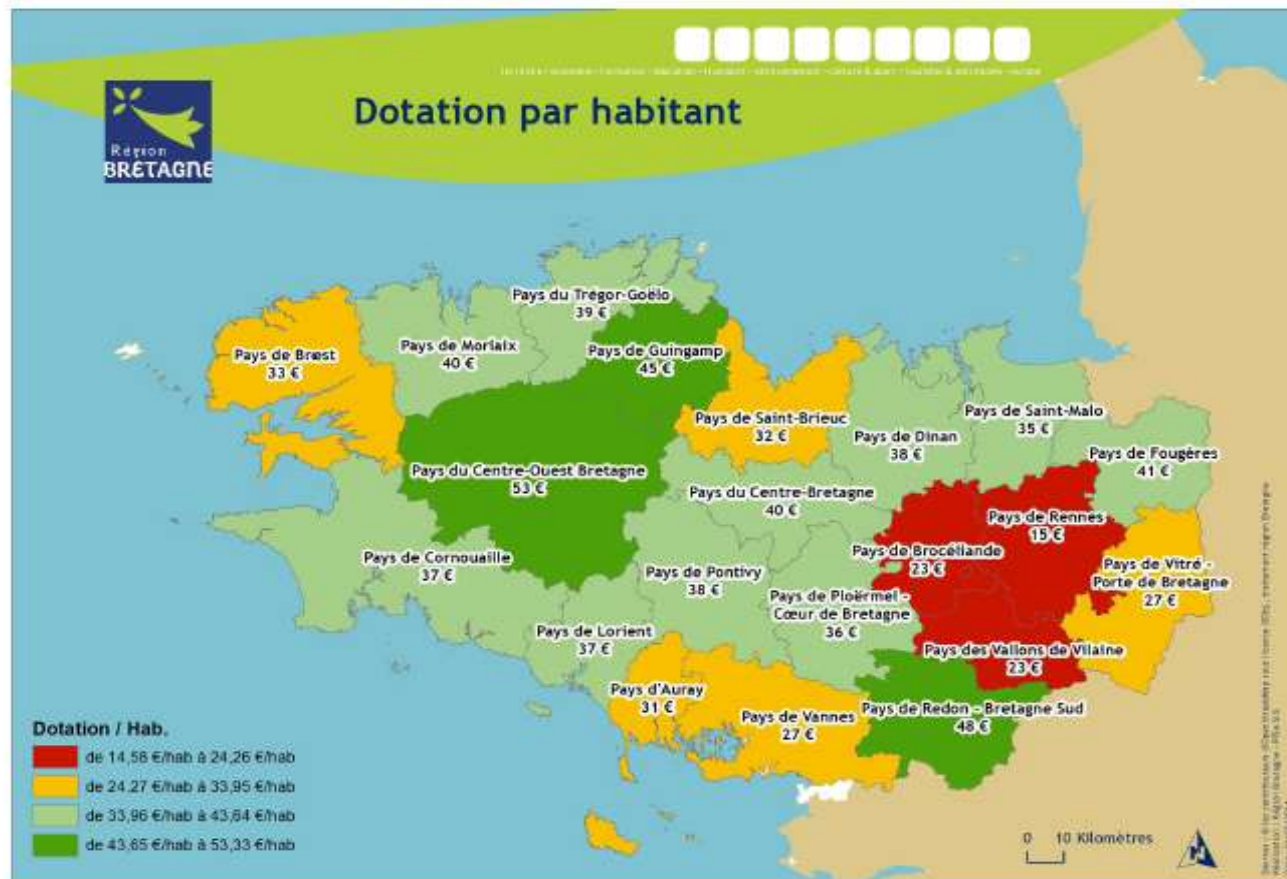 Dotation par habitant
Région
BRETAGNE
Pays du Trégor-Goëlo
39 €
Pays de Brest
33 €
Pays de Morlaix
40 €
Pays de Guingamp
45 €
Pays de Saint-Brieuc
32 €
Pays de Saint-Malo
35 €
Pays de Dinan
38 €
Pays de Fougères
41 €
Pays du Centre-Ouest Bretagne
53 €
Pays du Centre-Bretagne
40 €
Pays de Rennes
15 €
Pays de Brocéliande
23 €
Pays de Vitré -
Porte de Bretagne
27 €
Pays de Cornouaille
37 €
Pays de Pontivy
38 €
Pays de Ploërmel -
Cœur de Bretagne
36 €
Pays de Lorient
37 €
Pays des Vallons de Vilaine
23 €
Pays d'Auray
31 €
Pays de Vannes
27 €
Pays de Redon - Bretagne Sud
48 €
Dotation / Hab.
de 14,58 €/hab à 24,26 €/hab
de 24,27 €/hab à 33,95 €/hab
de 33,96 €/hab à 43,64 €/hab
de 43,65 €/hab à 53,33 €/hab
0 10 Kilomètres
N